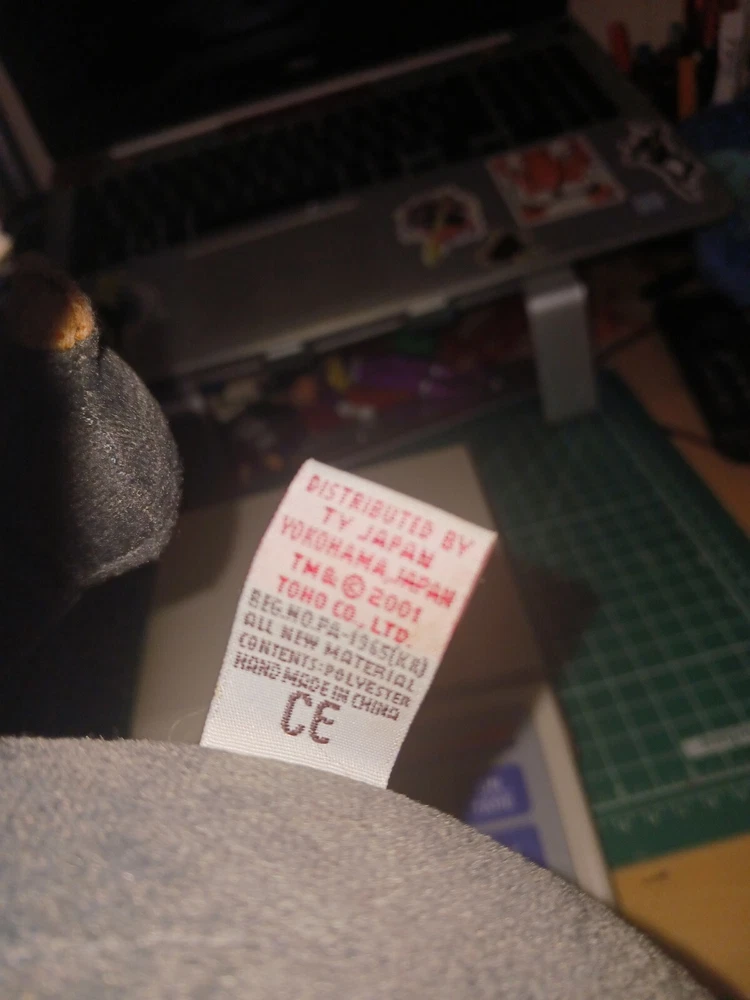 DISTRIBUTED BY
TY JAPAN
YOKOHAMA, JAPAN
TM & © 2001
TOHO CO., LTD.
REG.NO.PA-1965(KR)
ALL NEW MATERIAL
CONTENTS:POLYESTER
HAND MADE IN CHINA
CE